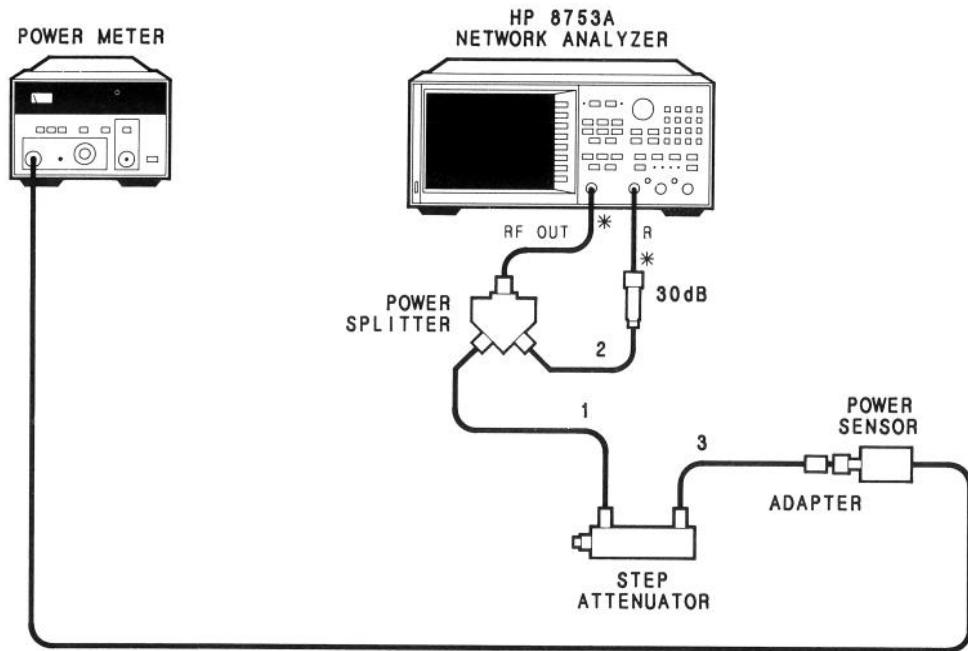 POWER METER
HP 8753A
NETWORK ANALYZER
RF OUT
*
R
*
30dB
POWER
SPLITTER
2
1
3
POWER
SENSOR
ADAPTER
STEP
ATTENUATOR